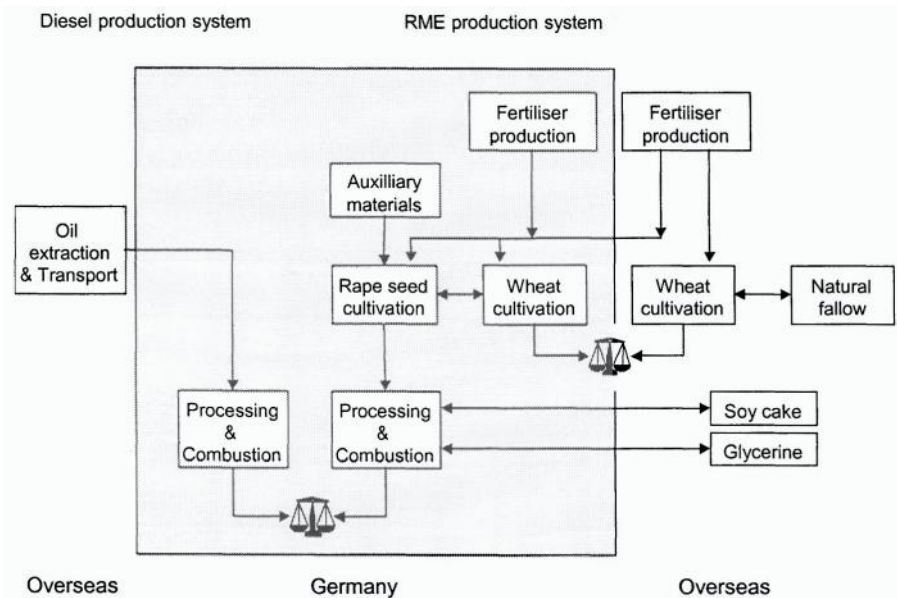 Diesel production system
RME production system
Fertiliser
production
Fertiliser
production
Auxilliary
materials
Oil
extraction
& Transport
Rape seed
cultivation
Wheat
cultivation
Wheat
cultivation
Natural
fallow
Processing
&
Combustion
Processing
&
Combustion
Soy cake
Glycerine
Overseas
Germany
Overseas